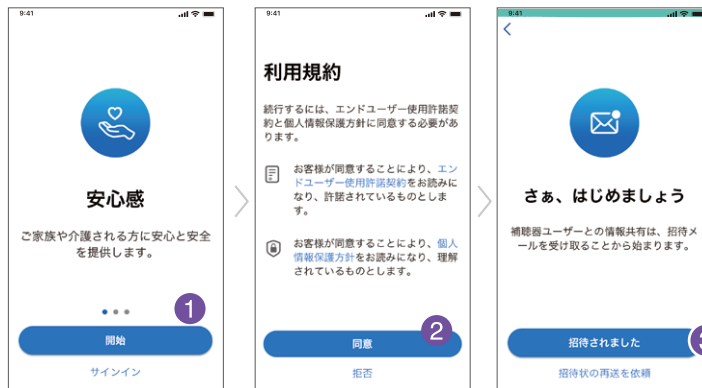 9:41
安心感
ご家族や介護される方に安心と安全
を提供します。
1
開始
サインイン
9:41
利用規約
続行するには、エンドユーザー使用許諾契
約と個人情報保護方針に同意する必要があ
ります。
お客様が同意することにより、エン
ドユーザー使用許諾契約をお読みに
なり、許諾されているものとしま
す。
お客様が同意することにより、個人
情報保護方針をお読みになり、理解
されているものとします。
2
同意
拒否
9:41
さぁ、はじめましょう
補聴器ユーザーとの情報共有は、招待メ
ールを受け取ることから始まります。
招待されました
招待状の再送を依頼